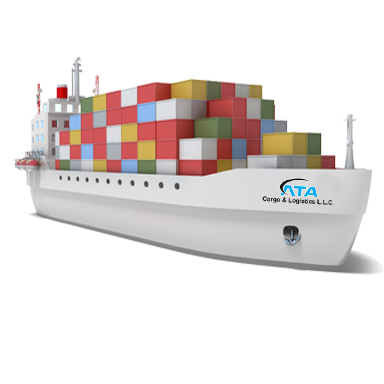 ATA
Cargo & Logistics L.L.C.